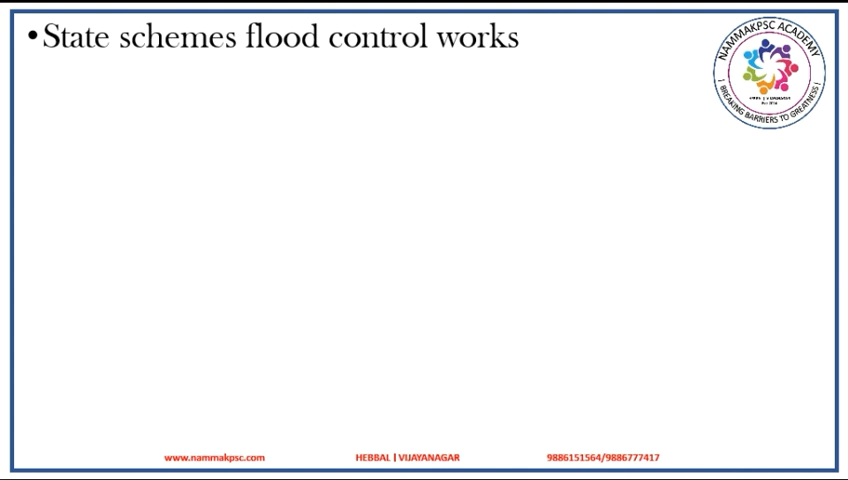 •State schemes flood control works
NAMMAKPSC ACADEMY
! BREAKING BARRIERS TO GREATNESS !
www.nammakpsc.com HEBBAL | VIJAYANAGAR 9886151564/9886777417